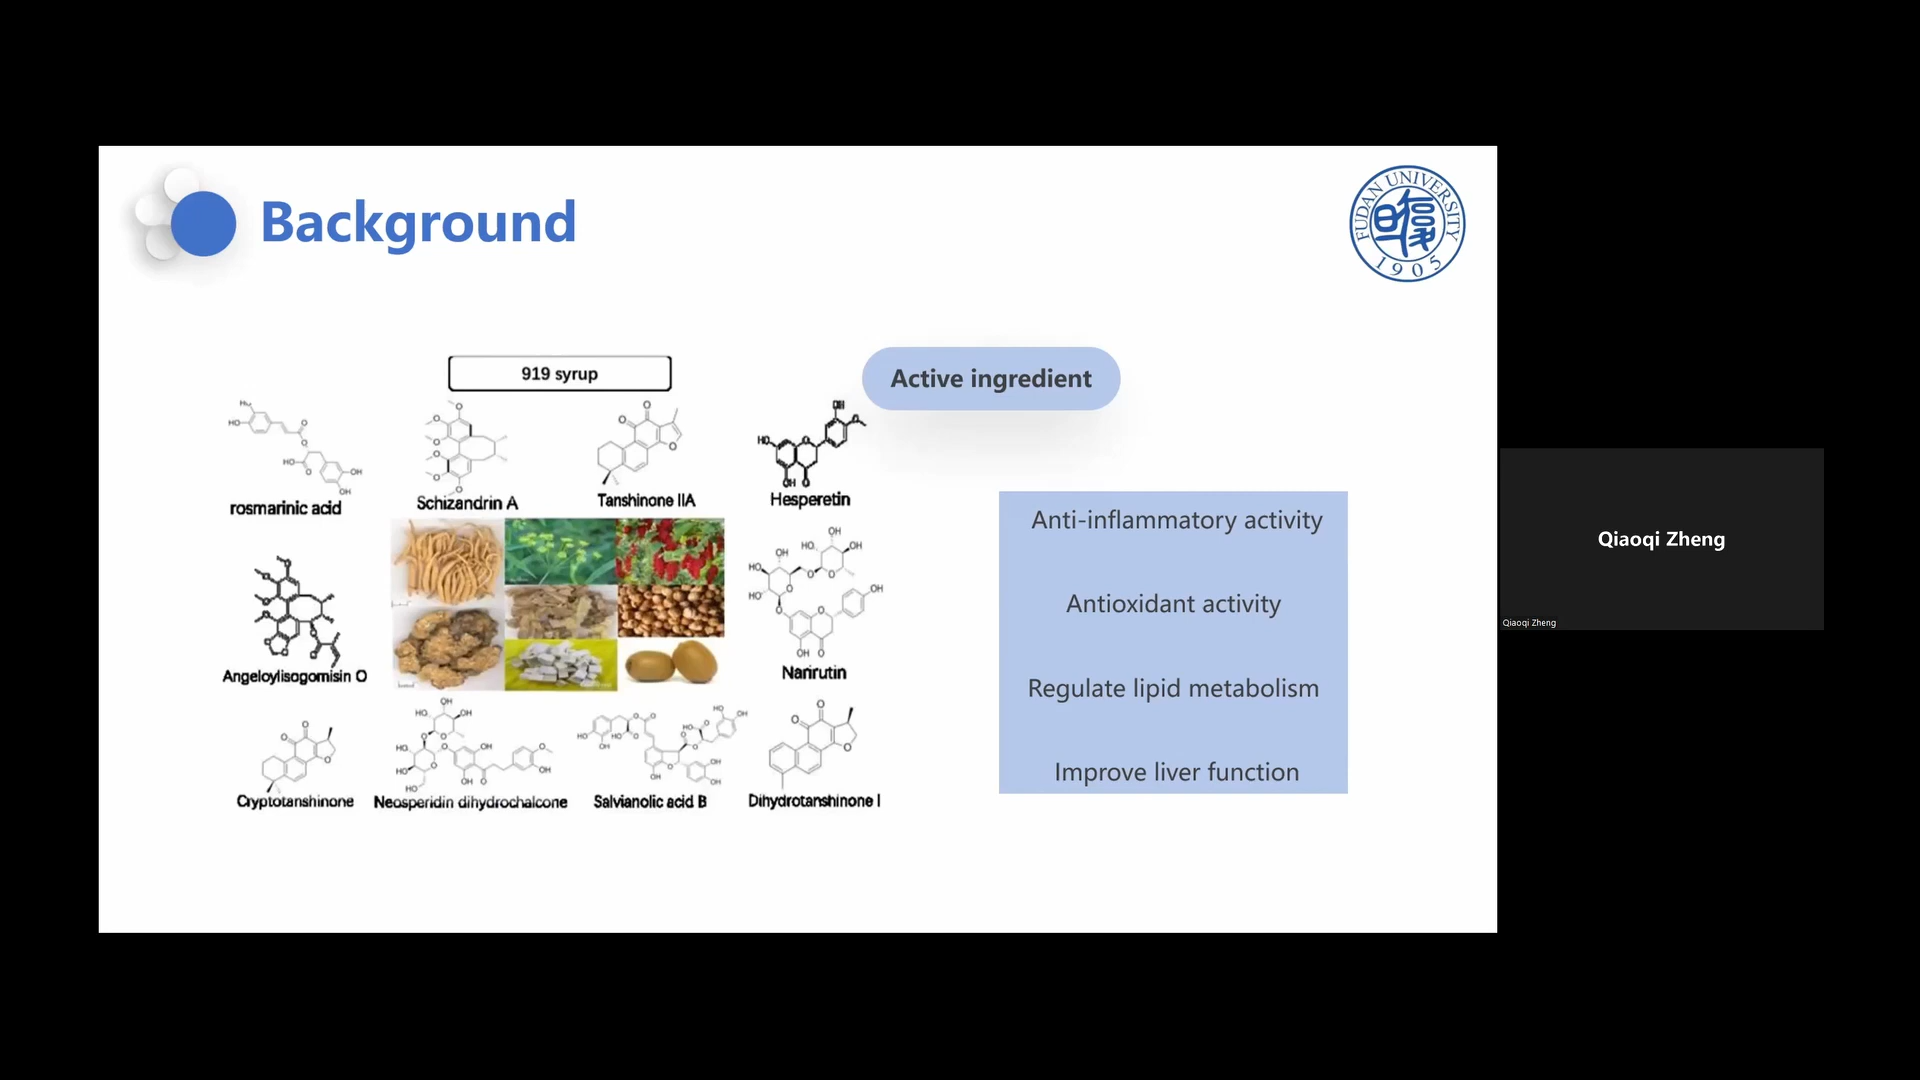 Background
FUDAN UNIVERSITY
1905
919 syrup
Active ingredient
rosmarinic acid
Schizandrin A
Tanshinone IIA
Hesperetin
Anti-inflammatory activity
Antioxidant activity
Regulate lipid metabolism
Improve liver function
Angeloylisogomisin O
Narirutin
Cryptotanshinone
Neosperidin dihydrochalcone
Salvianolic acid B
Dihydrotanshinone I
Qiaoqi Zheng
Qiaoqi Zheng